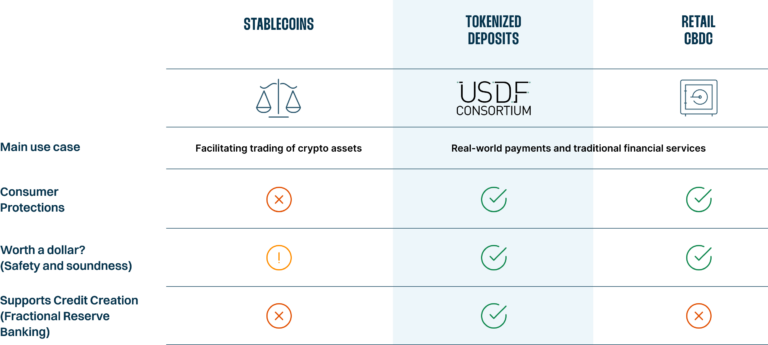 STABLECOINS
TOKENIZED
DEPOSITS
RETAIL
CBDC
USDF
CONSORTIUM
Main use case
Facilitating trading of crypto assets
Real-world payments and traditional financial services
Consumer
Protections
Worth a dollar?
(Safety and soundness)
Supports Credit Creation
(Fractional Reserve
Banking)